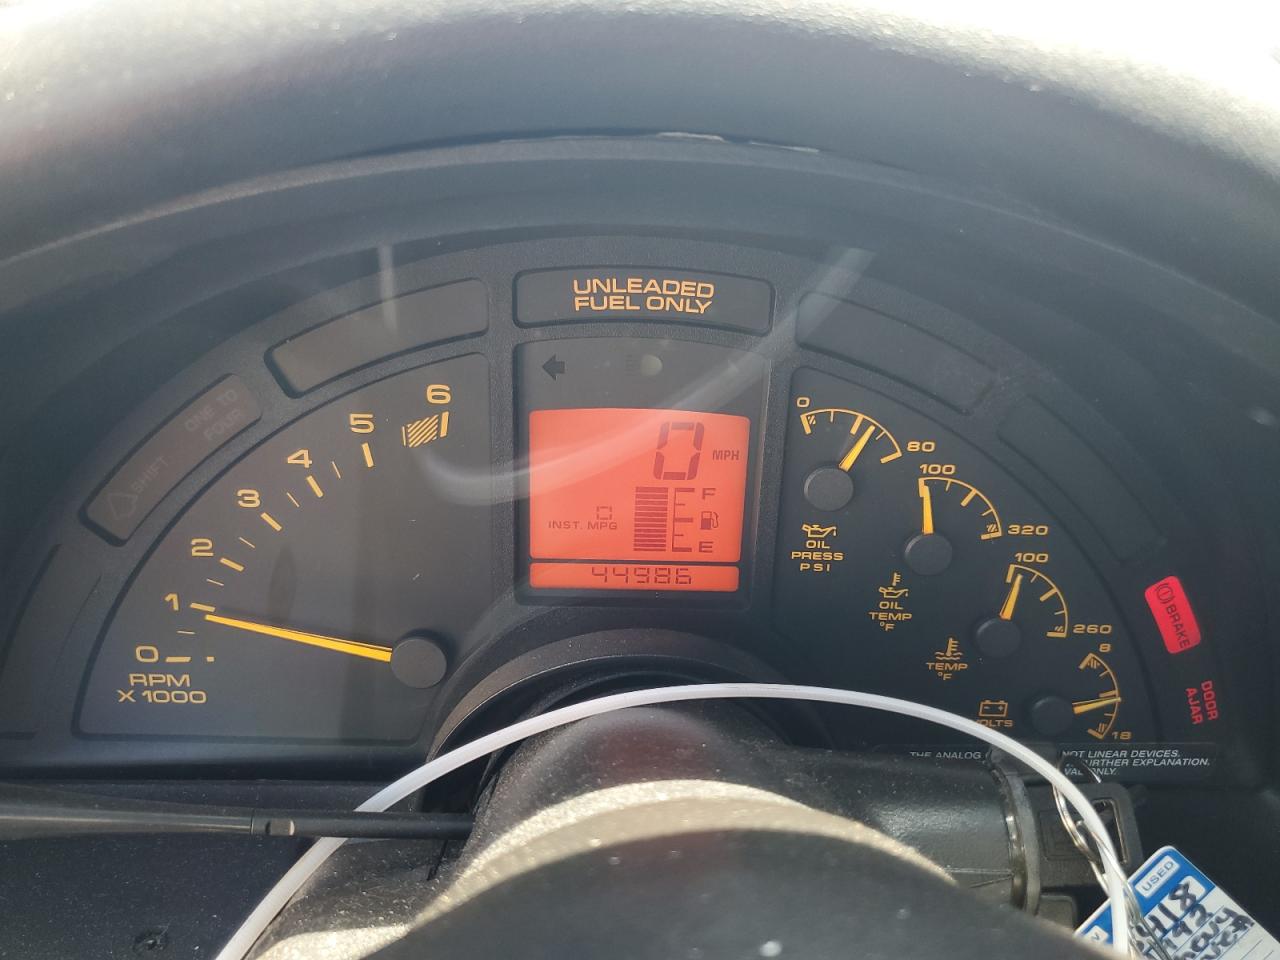 UNLEADED
FUEL ONLY
ONE TO
FOUR
SHIFT
6
5
4
3
2
1
0
RPM
X 1000
0
MPH
F
0
INST. MPG
E
44986
0
80
OIL
PRESS
PSI
100
320
OIL
TEMP
°F
100
260
TEMP
°F
8
18
VOLTS
BRAKE
DOOR
AJAR
THE ANALOG
NOT LINEAR DEVICES.
FURTHER EXPLANATION.
ONLY.
USED